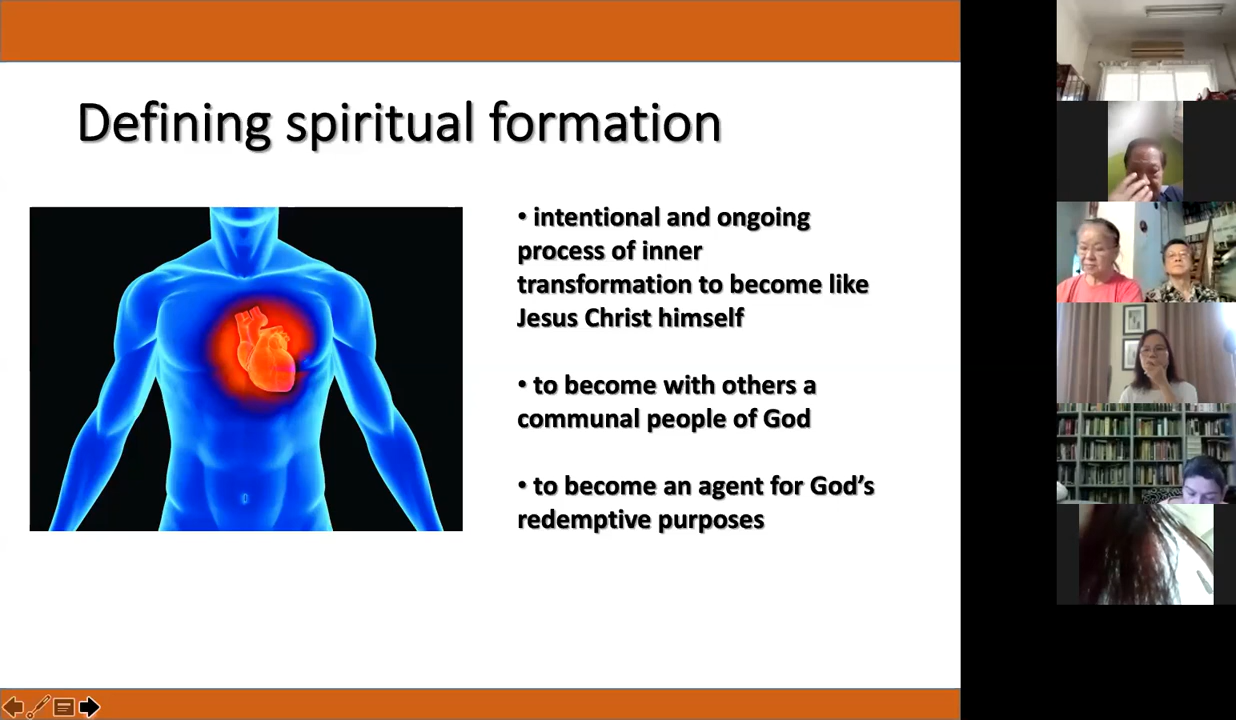 Defining spiritual formation
• intentional and ongoing
process of inner
transformation to become like
Jesus Christ himself
• to become with others a
communal people of God
• to become an agent for God's
redemptive purposes